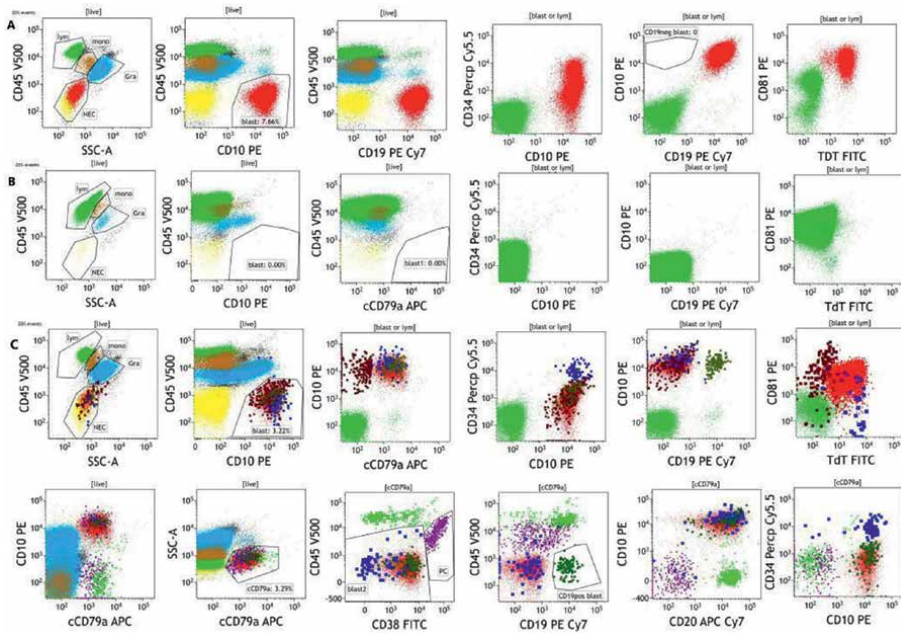 A
[live]
[live]
[live]
[blast or lym]
[blast or lym]
[blast or lym]
lym
mono
Gra
NEC
blast: 7.66%
CD19neg blast: 0
CD45 V500
SSC-A
CD45 V500
CD10 PE
CD45 V500
CD19 PE Cy7
CD34 Percp Cy5.5
CD10 PE
CD10 PE
CD19 PE Cy7
CD81
TDT FITC
B
[live]
[live]
[live]
[blast or lym]
[blast or lym]
[blast or lym]
lym
mono
Gra
NEC
blast: 0.00%
blast1: 0.00%
CD45 V500
SSC-A
CD45 V500
CD10 PE
CD45 V500
cCD79a APC
CD34 Percp Cy5.5
CD10 PE
CD10 PE
CD19 PE Cy7
CD81 PE
TdT FITC
C
[live]
[live]
[blast or lym]
[blast or lym]
[blast or lym]
[blast or lym]
lym
mono
Gra
NEC
blast: 3.22%
CD45 V500
SSC-A
CD45 V500
CD10 PE
CD10 PE
cCD79a APC
CD34 Percp Cy5.5
CD10 PE
CD10 PE
CD19 PE Cy7
CD81 PE
TdT FITC
[live]
[live]
[cCD79a]
[cCD79a]
[cCD79a]
[cCD79a]
cCD79a: 3.29%
blast2
PC
CD19pos blast
CD10 PE
cCD79a APC
SSC-A
cCD79a APC
CD45 V500
CD38 FITC
CD45 V500
CD19 PE Cy7
CD10 PE
CD20 APC Cy7
CD34 Percp Cy5.5
CD10 PE